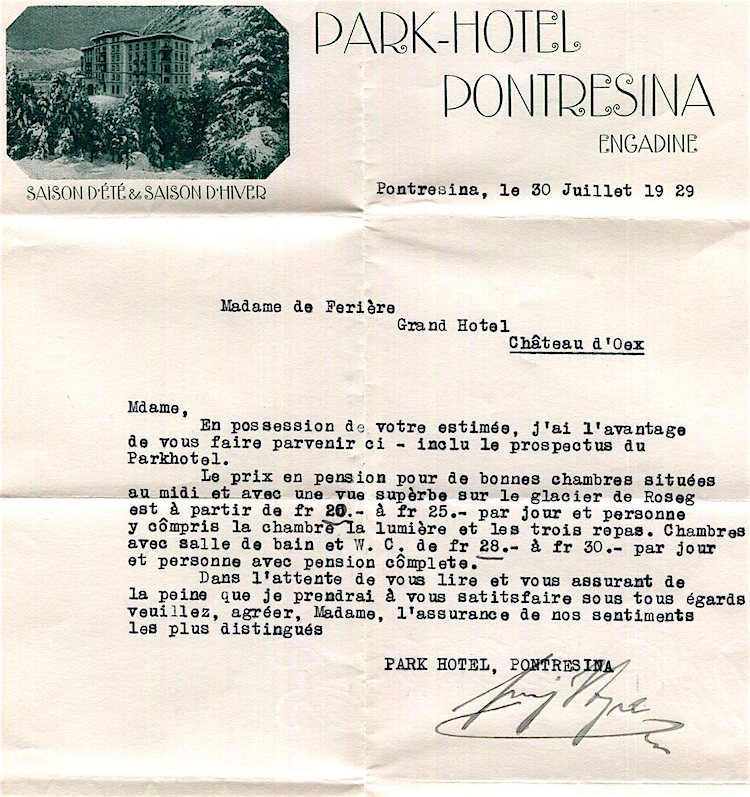 PARK-HOTEL
PONTRESINA
ENGADINE
SAISON D'ÉTÉ & SAISON D'HIVER
Pontresina, le 30 Juillet 19 29
Madame de Ferière
Grand Hotel
Château d'Oex
Mdame,
En possession de votre estimée, j'ai l'avantage
de vous faire parvenir ci - inclu le prospectus du
Parkhotel.
Le prix en pension pour de bonnes chambres situées
au midi et avec une vue supèrbe sur le glacier de Roseg
est à partir de fr 20.- à fr 25.- par jour et personne
y cômpris la chambre la lumière et les trois repas. Chambres
avec salle de bain et W. C. de fr 28.- à fr 30.- par jour
et personne avec pension cômplete.
Dans l'attente de vous lire et vous assurant de
la peine que je prendrai à vous satitsfaire sous tous égards
veuillez, agréer, Madame, l'assurance de nos sentiments
les plus distingués
PARK HOTEL, PONTRESINA